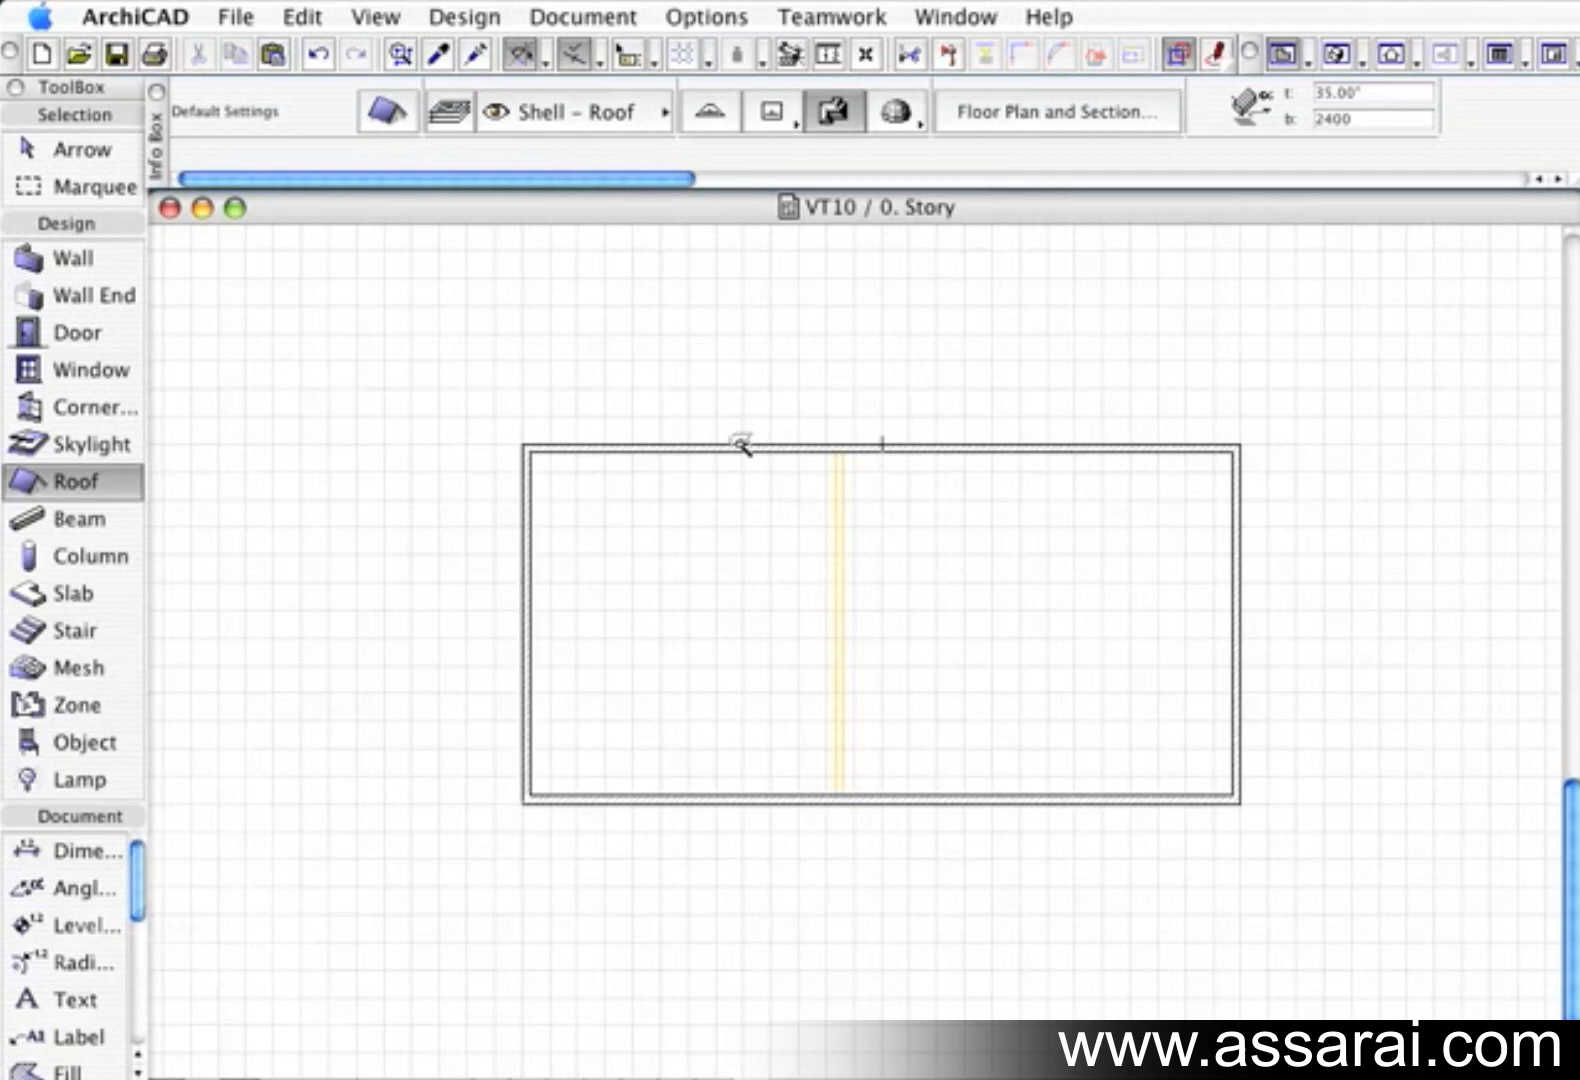 ArchiCAD File Edit View Design Document Options Teamwork Window Help
ToolBox
Selection
Arrow
Marquee
Design
Wall
Wall End
Door
Window
Corner...
Skylight
Roof
Beam
Column
Slab
Stair
Mesh
Zone
Object
Lamp
Document
Dime...
Angl...
Level...
Radi...
Text
Label
Fill
Info Box
Default Settings
Shell - Roof
Floor Plan and Section...
t: 35.00°
b: 2400
VT10 / 0. Story
www.assarai.com